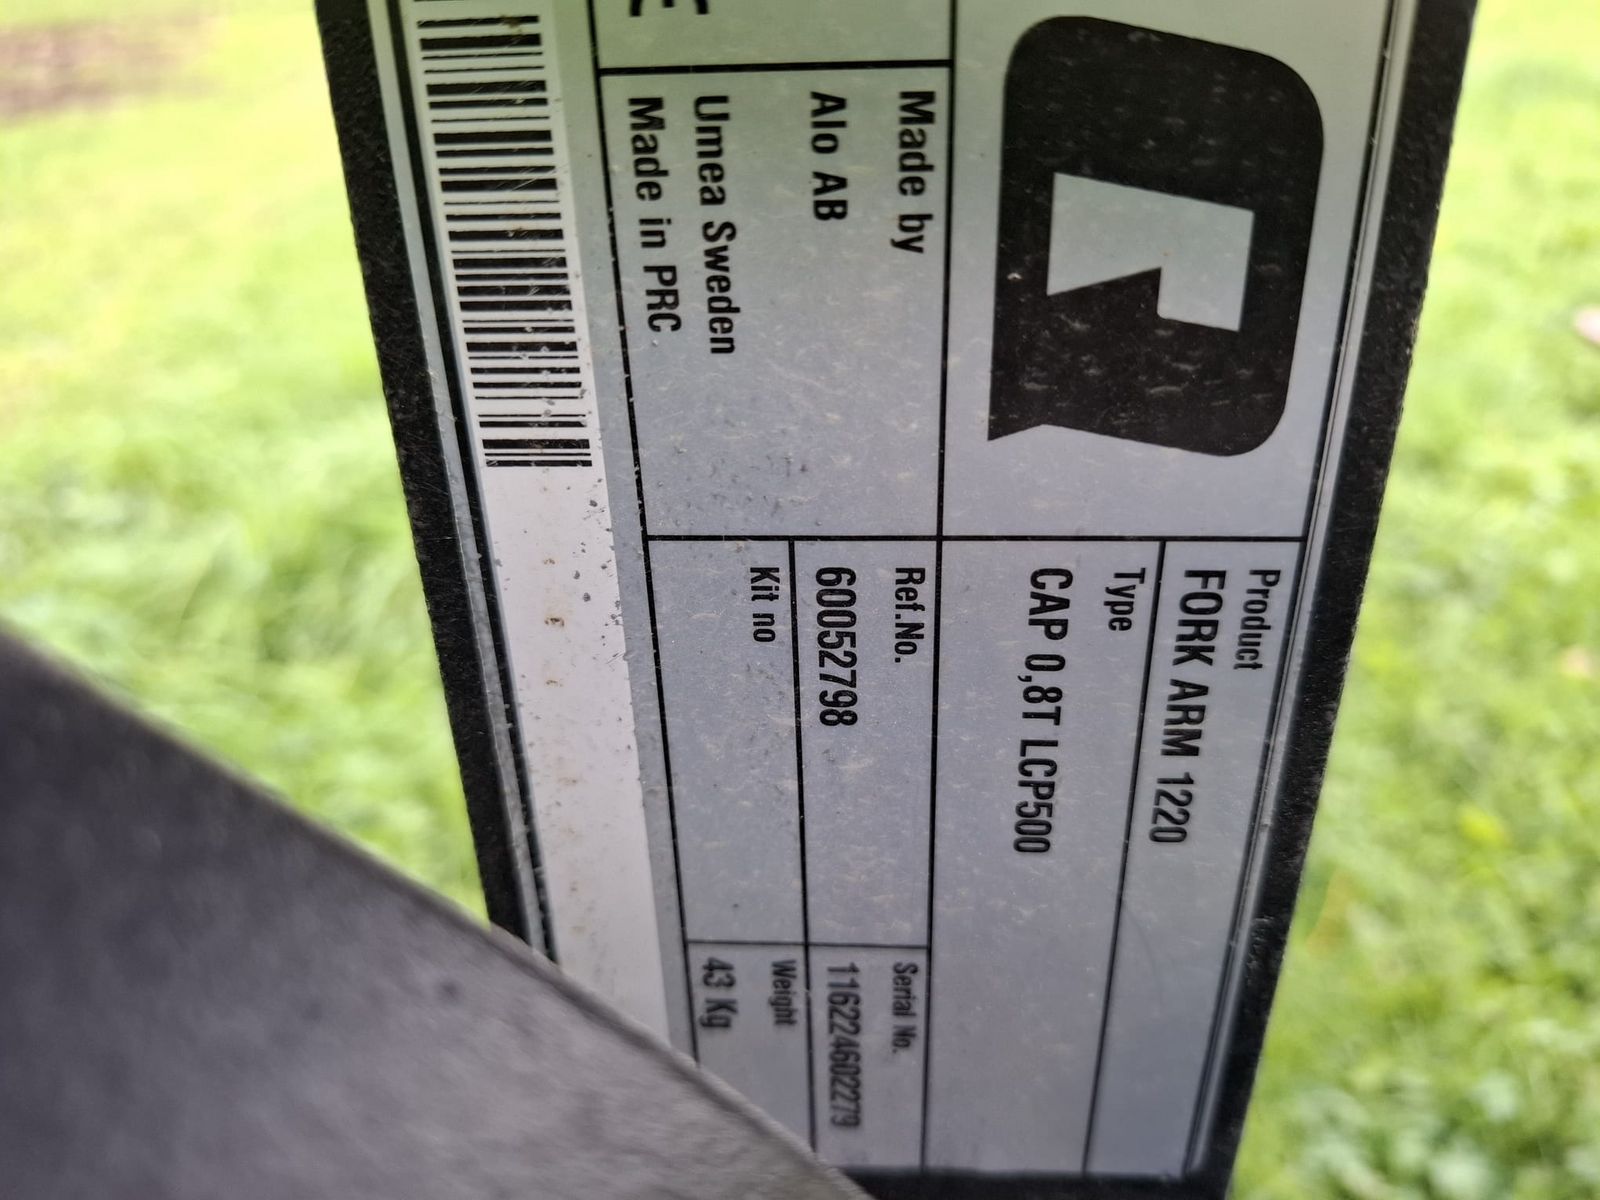 Product
FORK ARM 1220
Type
CAP 0,8T LCP500
Made by
Alo AB
Umea Sweden
Made in PRC
Ref.No.
60052798
Serial No.
116224602279
Kit no
Weight
43 Kg